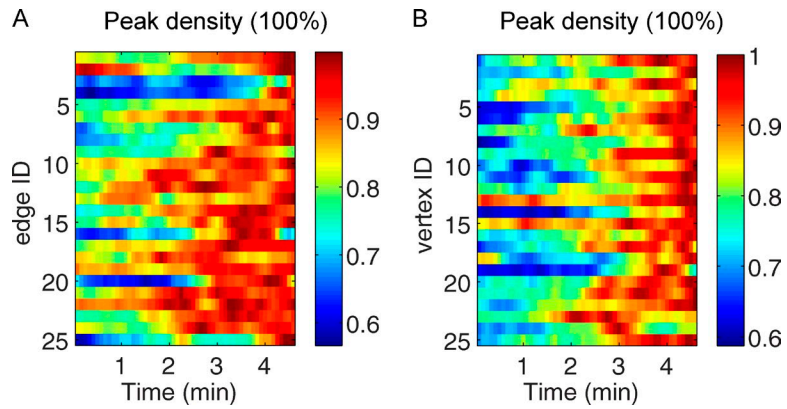 A
Peak density (100%)
edge ID
5
10
15
20
25
1 2 3 4
Time (min)
0.9
0.8
0.7
0.6
B
Peak density (100%)
vertex ID
5
10
15
20
25
1 2 3 4
Time (min)
1
0.9
0.8
0.7
0.6